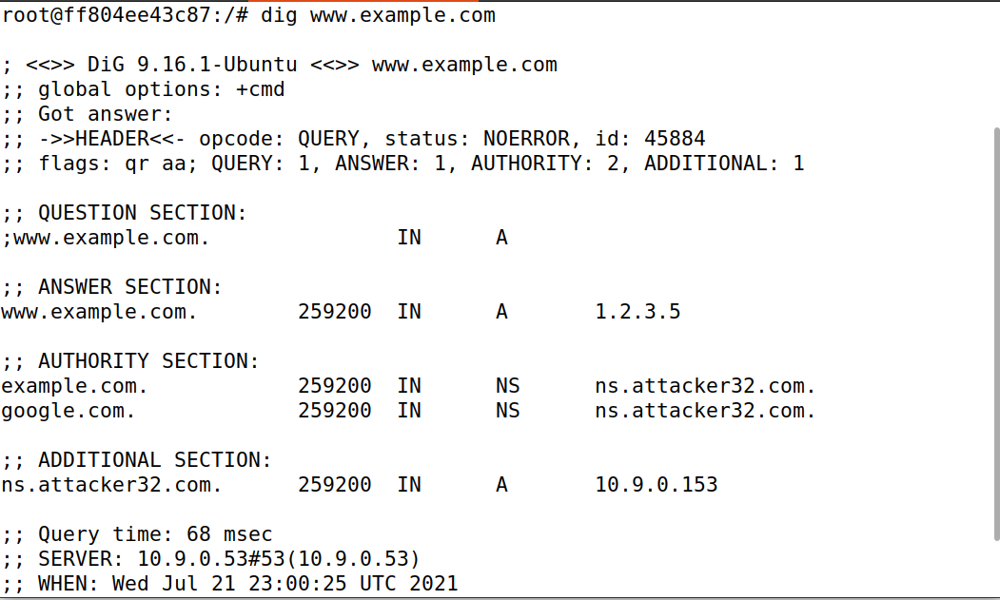 root@ff804ee43c87:/# dig www.example.com
; <<>> DiG 9.16.1-Ubuntu <<>> www.example.com
;; global options: +cmd
;; Got answer:
;; ->>HEADER<<- opcode: QUERY, status: NOERROR, id: 45884
;; flags: qr aa; QUERY: 1, ANSWER: 1, AUTHORITY: 2, ADDITIONAL: 1
;; QUESTION SECTION:
;www.example.com. IN A
;; ANSWER SECTION:
www.example.com. 259200 IN A 1.2.3.5
;; AUTHORITY SECTION:
example.com. 259200 IN NS ns.attacker32.com.
google.com. 259200 IN NS ns.attacker32.com.
;; ADDITIONAL SECTION:
ns.attacker32.com. 259200 IN A 10.9.0.153
;; Query time: 68 msec
;; SERVER: 10.9.0.53#53(10.9.0.53)
;; WHEN: Wed Jul 21 23:00:25 UTC 2021